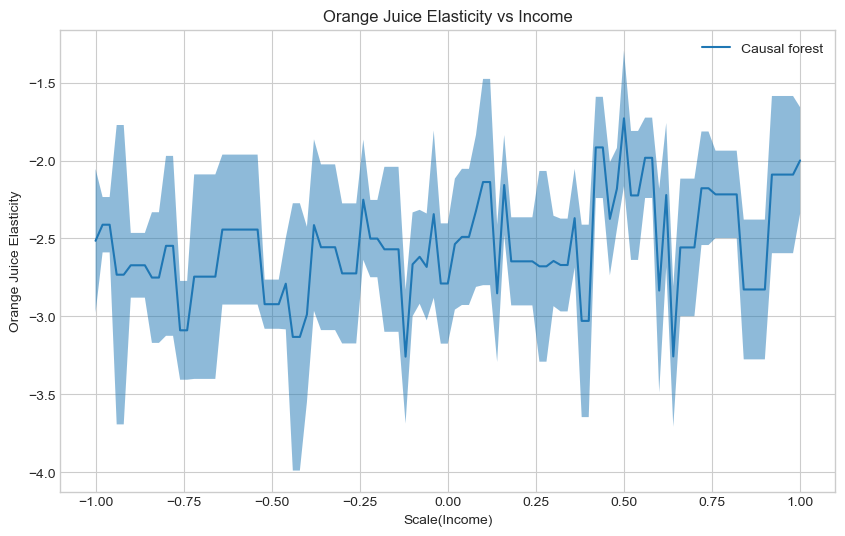 Orange Juice Elasticity vs Income
Causal forest
Orange Juice Elasticity
−1.5
−2.0
−2.5
−3.0
−3.5
−4.0
−1.00 −0.75 −0.50 −0.25 0.00 0.25 0.50 0.75 1.00
Scale(Income)